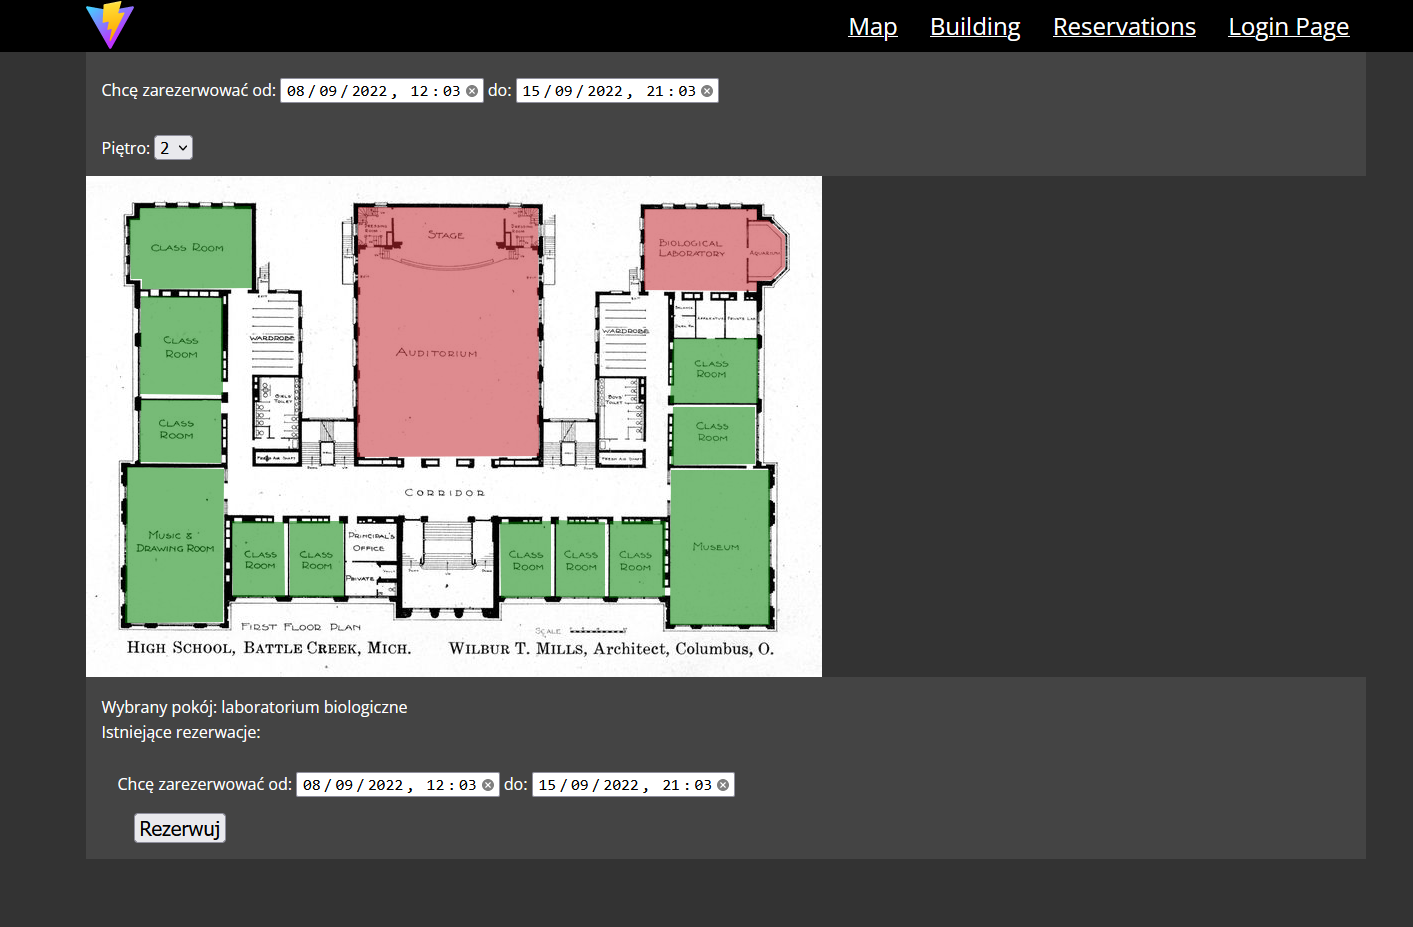 Map Building Reservations Login Page
Chcę zarezerwować od: 08/09/2022, 12:03 do: 15/09/2022, 21:03
Piętro: 2
CLASS ROOM
DRESSING ROOM
STAGE
DRESSING ROOM
BIOLOGICAL
LABORATORY
AQUARIUM
CLASS
ROOM
WARDROBE
AUDITORIUM
WARDROBE
APPARATUS
PRIVATE LAB.
DARK RM.
CLASS
ROOM
GIRLS'
TOILET
BOYS'
TOILET
CLASS
ROOM
CLASS
ROOM
FRESH AIR SHAFT
FRESH AIR SHAFT
CORRIDOR
MUSIC &
DRAWING ROOM
CLASS
ROOM
CLASS
ROOM
PRINCIPAL'S
OFFICE
PRIVATE
CLASS
ROOM
CLASS
ROOM
CLASS
ROOM
MUSEUM
FIRST FLOOR PLAN
SCALE
HIGH SCHOOL, BATTLE CREEK, MICH.
WILBUR T. MILLS, Architect, Columbus, O.
Wybrany pokój: laboratorium biologiczne
Istniejące rezerwacje:
Chcę zarezerwować od: 08/09/2022, 12:03 do: 15/09/2022, 21:03
Rezerwuj